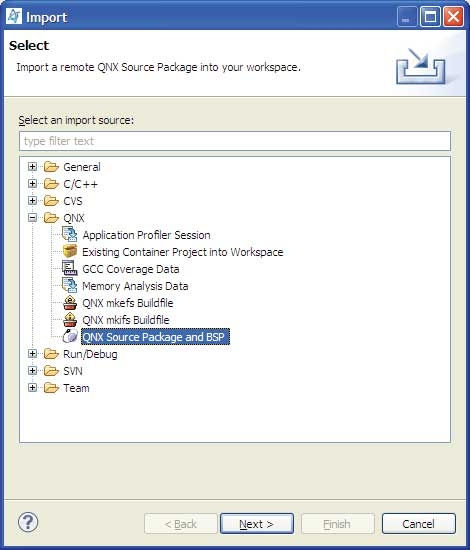 Import
Select
Import a remote QNX Source Package into your workspace.
Select an import source:
type filter text
General
C/C++
CVS
QNX
Application Profiler Session
Existing Container Project into Workspace
GCC Coverage Data
Memory Analysis Data
QNX mkefs Buildfile
QNX mkifs Buildfile
QNX Source Package and BSP
Run/Debug
SVN
Team
?
< Back
Next >
Finish
Cancel